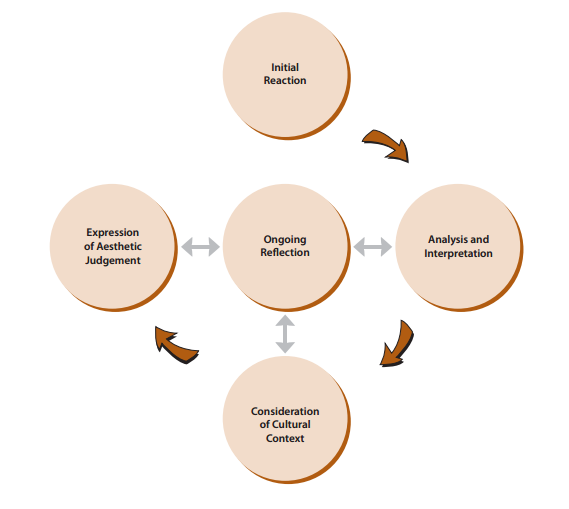 Initial
Reaction
Expression
of Aesthetic
Judgement
Ongoing
Reflection
Analysis and
Interpretation
Consideration
of Cultural
Context